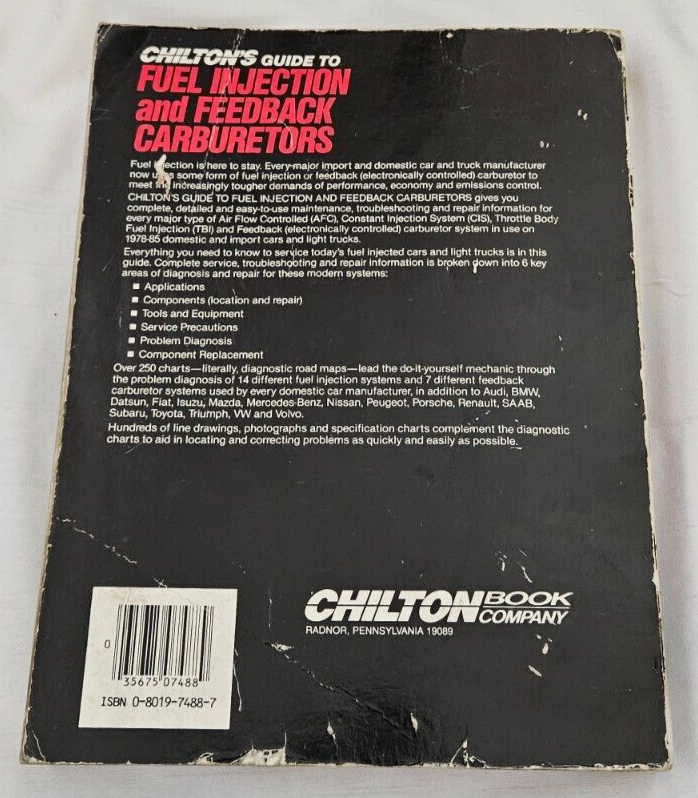 CHILTON'S GUIDE TO
FUEL INJECTION
and FEEDBACK
CARBURETORS
Fuel Injection is here to stay. Every major import and domestic car and truck manufacturer
now uses some form of fuel injection or feedback (electronically controlled) carburetor to
meet the increasingly tougher demands of performance, economy and emissions control.
CHILTON'S GUIDE TO FUEL INJECTION AND FEEDBACK CARBURETORS gives you
complete, detailed and easy-to-use maintenance, troubleshooting and repair information for
every major type of Air Flow Controlled (AFC), Constant Injection System (CIS), Throttle Body
Fuel Injection (TBI) and Feedback (electronically controlled) carburetor system in use on
1978-85 domestic and import cars and light trucks.
Everything you need to know to service today's fuel injected cars and light trucks is in this
guide. Complete service, troubleshooting and repair information is broken down into 6 key
areas of diagnosis and repair for these modern systems:
■ Applications
■ Components (location and repair)
■ Tools and Equipment
■ Service Precautions
■ Problem Diagnosis
■ Component Replacement
Over 250 charts—literally, diagnostic road maps—lead the do-it-yourself mechanic through
the problem diagnosis of 14 different fuel injection systems and 7 different feedback
carburetor systems used by every domestic car manufacturer, in addition to Audi, BMW,
Datsun, Fiat, Isuzu, Mazda, Mercedes-Benz, Nissan, Peugeot, Porsche, Renault, SAAB,
Subaru, Toyota, Triumph, VW and Volvo.
Hundreds of line drawings, photographs and specification charts complement the diagnostic
charts to aid in locating and correcting problems as quickly and easily as possible.
CHILTON BOOK COMPANY
RADNOR, PENNSYLVANIA 19089
0 35675 07488
ISBN 0-8019-7488-7